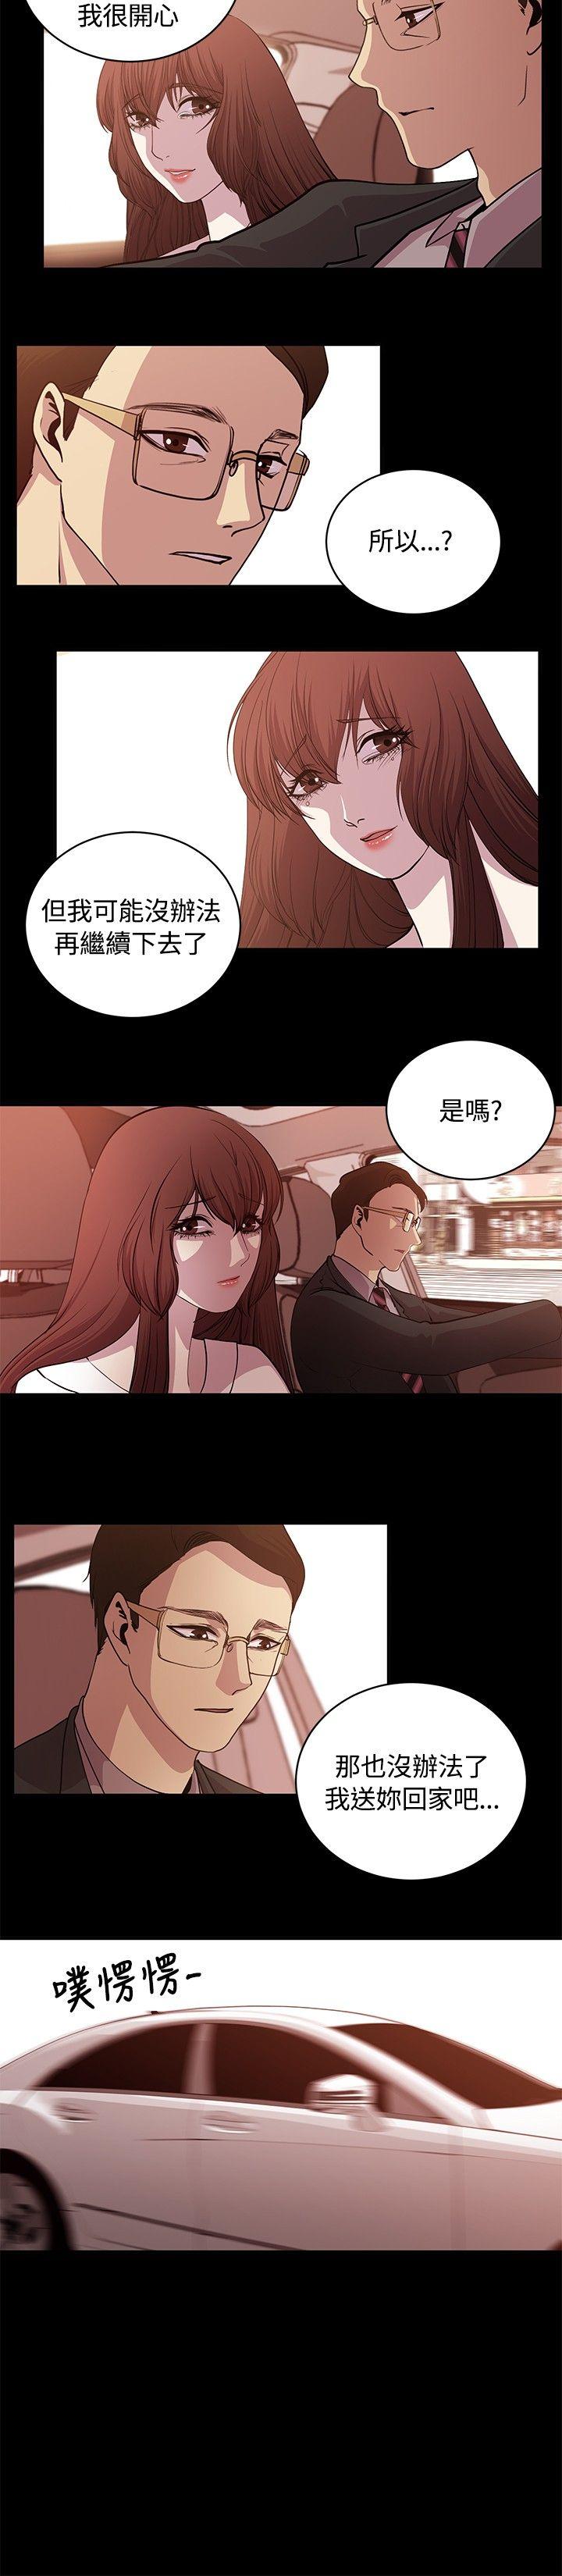 我很開心
所以...?
但我可能沒辦法
再繼續下去了
是嗎?
那也沒辦法了
我送妳回家吧...
噗愣愣-